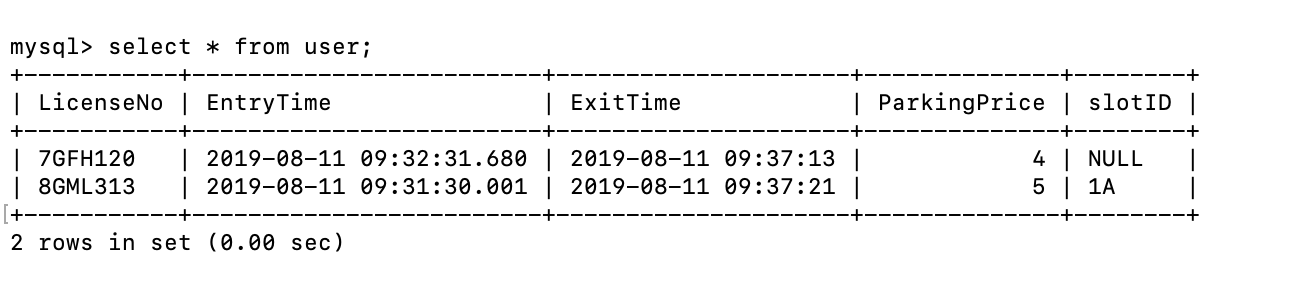 mysql> select * from user;
+------------+-------------------------+---------------------+--------------+--------+
| LicenseNo | EntryTime | ExitTime | ParkingPrice | slotID |
+------------+-------------------------+---------------------+--------------+--------+
| 7GFH120 | 2019-08-11 09:32:31.680 | 2019-08-11 09:37:13 | 4 | NULL |
| 8GML313 | 2019-08-11 09:31:30.001 | 2019-08-11 09:37:21 | 5 | 1A |
[+------------+-------------------------+---------------------+--------------+--------+
2 rows in set (0.00 sec)